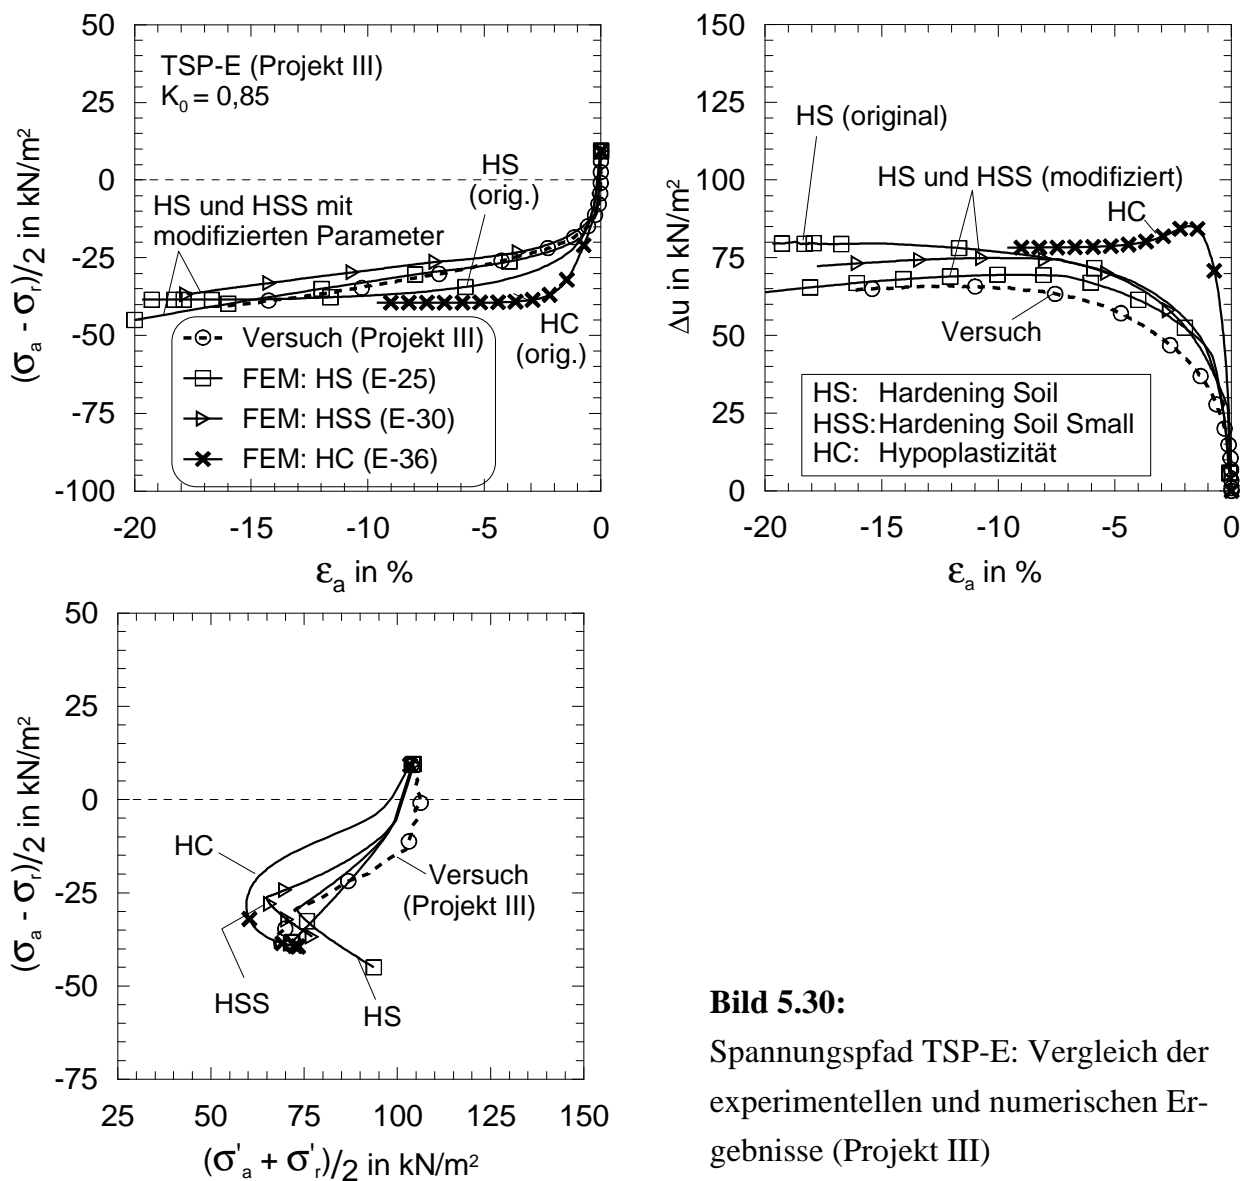 50
25
0
-25
-50
-75
-100
(σa - σr)/2 in kN/m²
TSP-E (Projekt III)
K0 = 0,85
HS
(orig.)
HS und HSS mit
modifizierten Parameter
HC
(orig.)
Versuch (Projekt III)
FEM: HS (E-25)
FEM: HSS (E-30)
FEM: HC (E-36)
-20 -15 -10 -5 0
εa in %
150
125
100
75
50
25
0
Δu in kN/m²
HS (original)
HS und HSS (modifiziert)
HC
Versuch
HS: Hardening Soil
HSS: Hardening Soil Small
HC: Hypoplastizität
-20 -15 -10 -5 0
εa in %
50
25
0
-25
-50
-75
(σa - σr)/2 in kN/m²
HC
Versuch
(Projekt III)
HSS
HS
25 50 75 100 125 150
(σ'a + σ'r)/2 in kN/m²
Bild 5.30:
Spannungspfad TSP-E: Vergleich der
experimentellen und numerischen Er-
gebnisse (Projekt III)